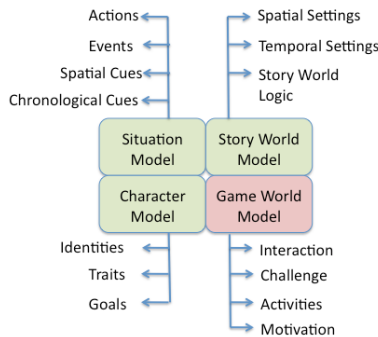 Actions
Events
Spatial Cues
Chronological Cues
Spatial Settings
Temporal Settings
Story World
Logic
Situation
Model
Story World
Model
Character
Model
Game World
Model
Identities
Traits
Goals
Interaction
Challenge
Activities
Motivation